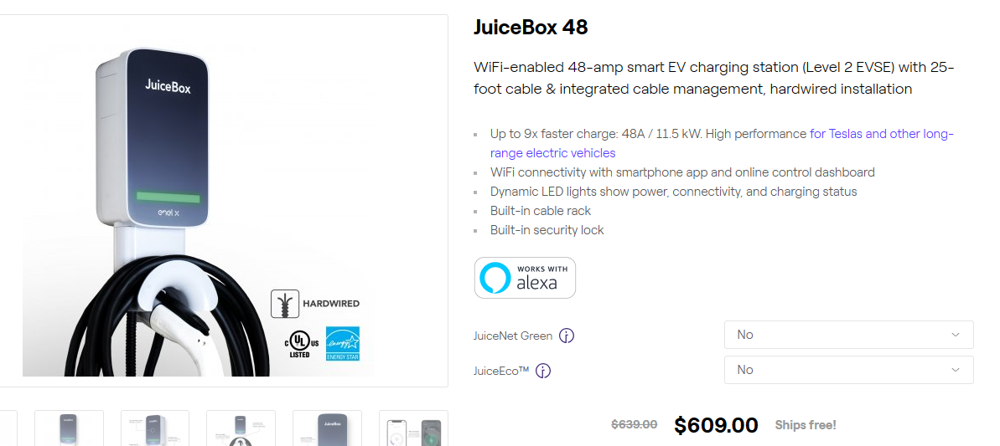 JuiceBox 48
WiFi-enabled 48-amp smart EV charging station (Level 2 EVSE) with 25-
foot cable & integrated cable management, hardwired installation
Up to 9x faster charge: 48A / 11.5 kW. High performance for Teslas and other long-
range electric vehicles
WiFi connectivity with smartphone app and online control dashboard
Dynamic LED lights show power, connectivity, and charging status
Built-in cable rack
Built-in security lock
WORKS WITH
alexa
JuiceNet Green
No
JuiceEco™
No
$639.00 $609.00 Ships free!
JuiceBox
enel x
HARDWIRED
C UL US
LISTED
energy
ENERGY STAR
JuiceBox